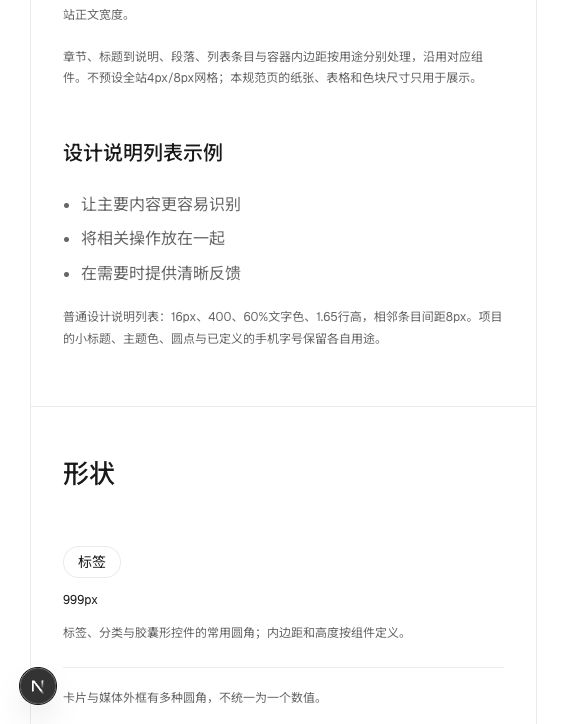 站正文宽度。
章节、标题到说明、段落、列表条目与容器内边距按用途分别处理，沿用对应组
件。不预设全站4px/8px网格；本规范页的纸张、表格和色块尺寸只用于展示。
设计说明列表示例
• 让主要内容更容易识别
• 将相关操作放在一起
• 在需要时提供清晰反馈
普通设计说明列表：16px、400、60%文字色、1.65行高，相邻条目间距8px。项目
的小标题、主题色、圆点与已定义的手机字号保留各自用途。
形状
标签
999px
标签、分类与胶囊形控件的常用圆角；内边距和高度按组件定义。
N
卡片与媒体外框有多种圆角，不统一为一个数值。